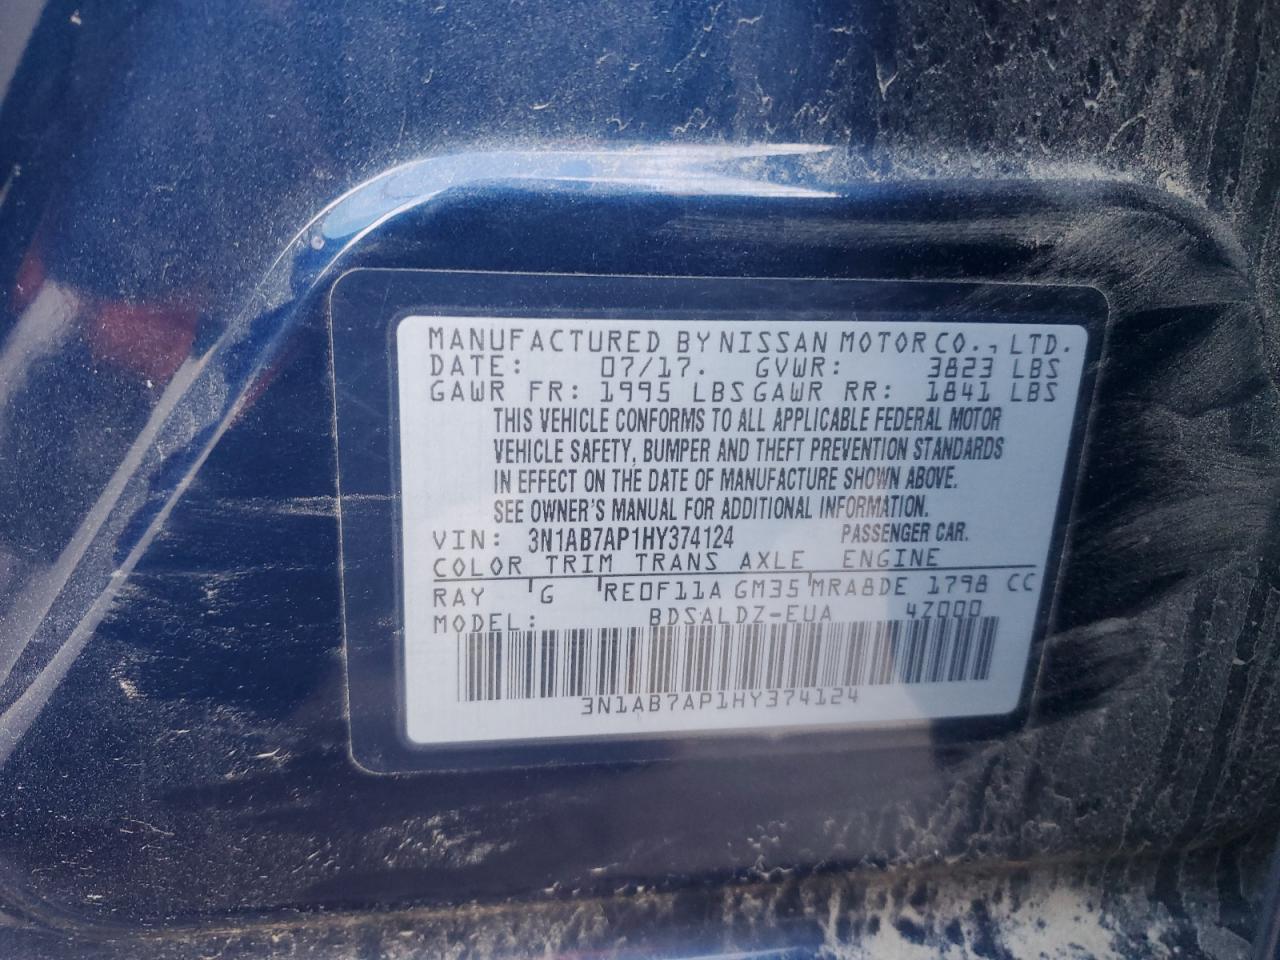 MANUFACTURED BY NISSAN MOTOR CO., LTD.
DATE: 07/17. GVWR: 3823 LBS
GAWR FR: 1995 LBS GAWR RR: 1841 LBS
THIS VEHICLE CONFORMS TO ALL APPLICABLE FEDERAL MOTOR
VEHICLE SAFETY, BUMPER AND THEFT PREVENTION STANDARDS
IN EFFECT ON THE DATE OF MANUFACTURE SHOWN ABOVE.
SEE OWNER'S MANUAL FOR ADDITIONAL INFORMATION.
VIN: 3N1AB7AP1HY374124 PASSENGER CAR.
COLOR TRIM TRANS AXLE ENGINE
RAY G RE0F11A GM35 MRA8DE 1798 CC
MODEL: BDSALDZ-EUA 4Z000
3N1AB7AP1HY374124